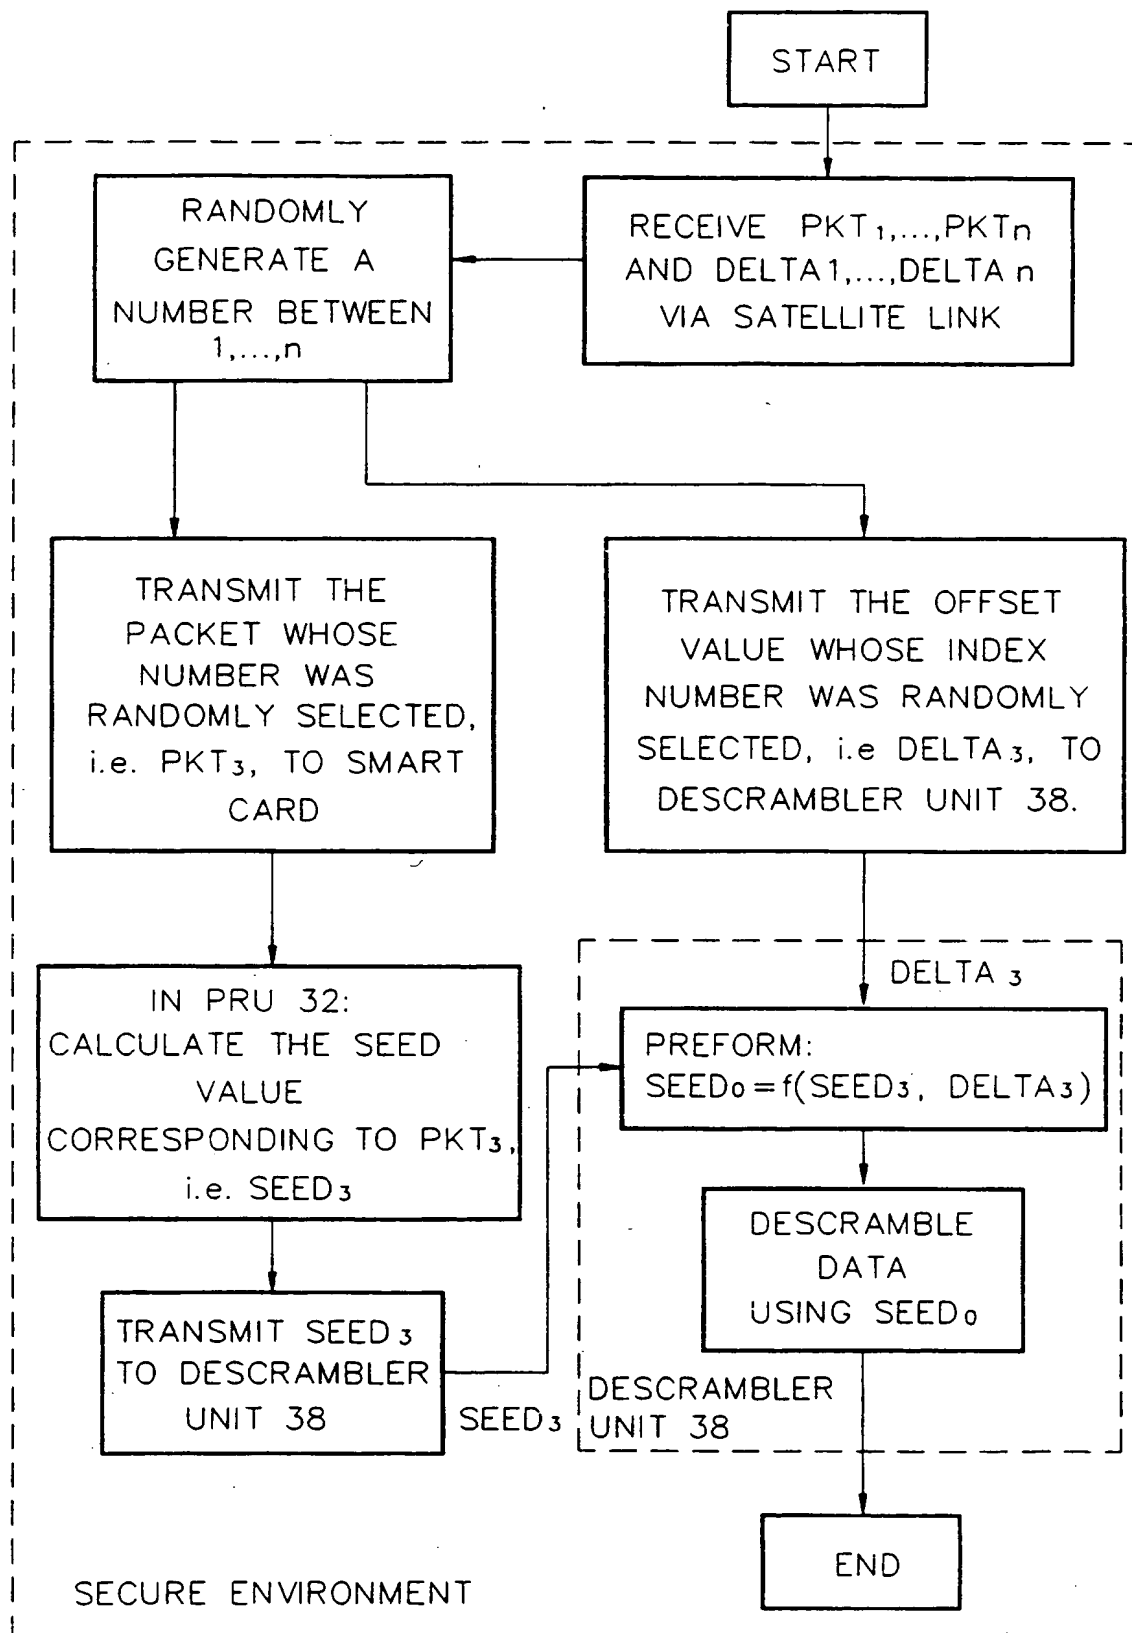 START
RECEIVE PKT₁,...,PKTn
AND DELTA1,...,DELTA n
VIA SATELLITE LINK
RANDOMLY
GENERATE A
NUMBER BETWEEN
1,...,n
TRANSMIT THE
PACKET WHOSE
NUMBER WAS
RANDOMLY SELECTED,
i.e. PKT₃, TO SMART
CARD
TRANSMIT THE OFFSET
VALUE WHOSE INDEX
NUMBER WAS RANDOMLY
SELECTED, i.e DELTA₃, TO
DESCRAMBLER UNIT 38.
IN PRU 32:
CALCULATE THE SEED
VALUE
CORRESPONDING TO PKT₃,
i.e. SEED₃
TRANSMIT SEED₃
TO DESCRAMBLER
UNIT 38
SEED₃
DELTA₃
PREFORM:
SEED₀=f(SEED₃, DELTA₃)
DESCRAMBLE
DATA
USING SEED₀
DESCRAMBLER
UNIT 38
END
SECURE ENVIRONMENT